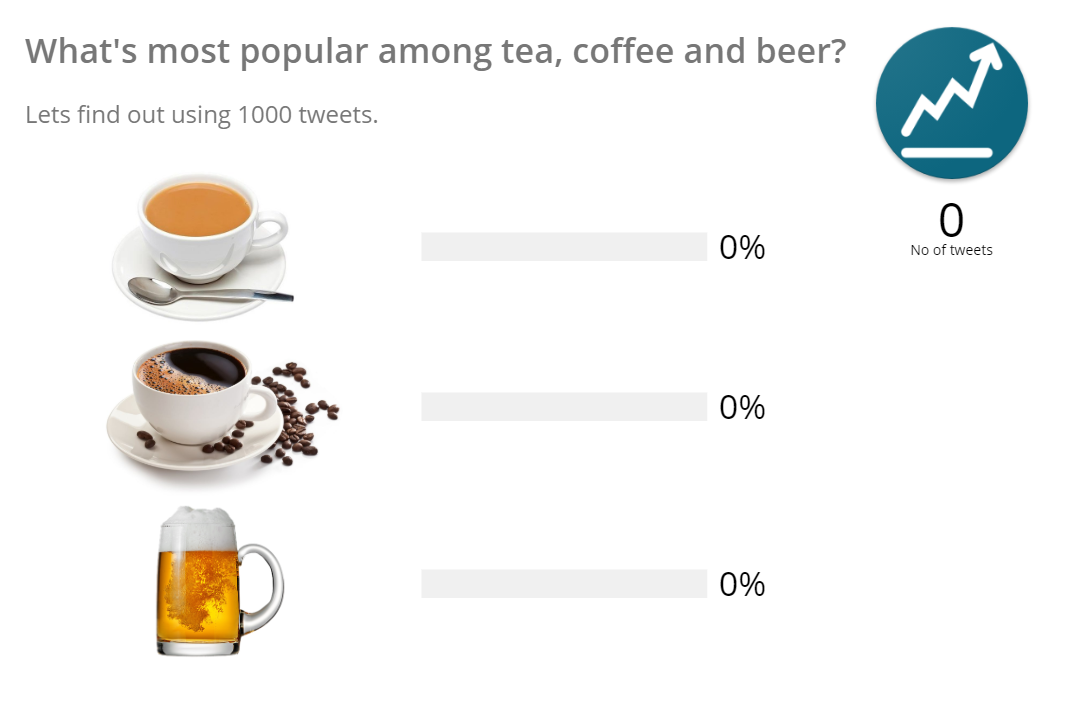 What's most popular among tea, coffee and beer?
Lets find out using 1000 tweets.
0
No of tweets
0%
0%
0%